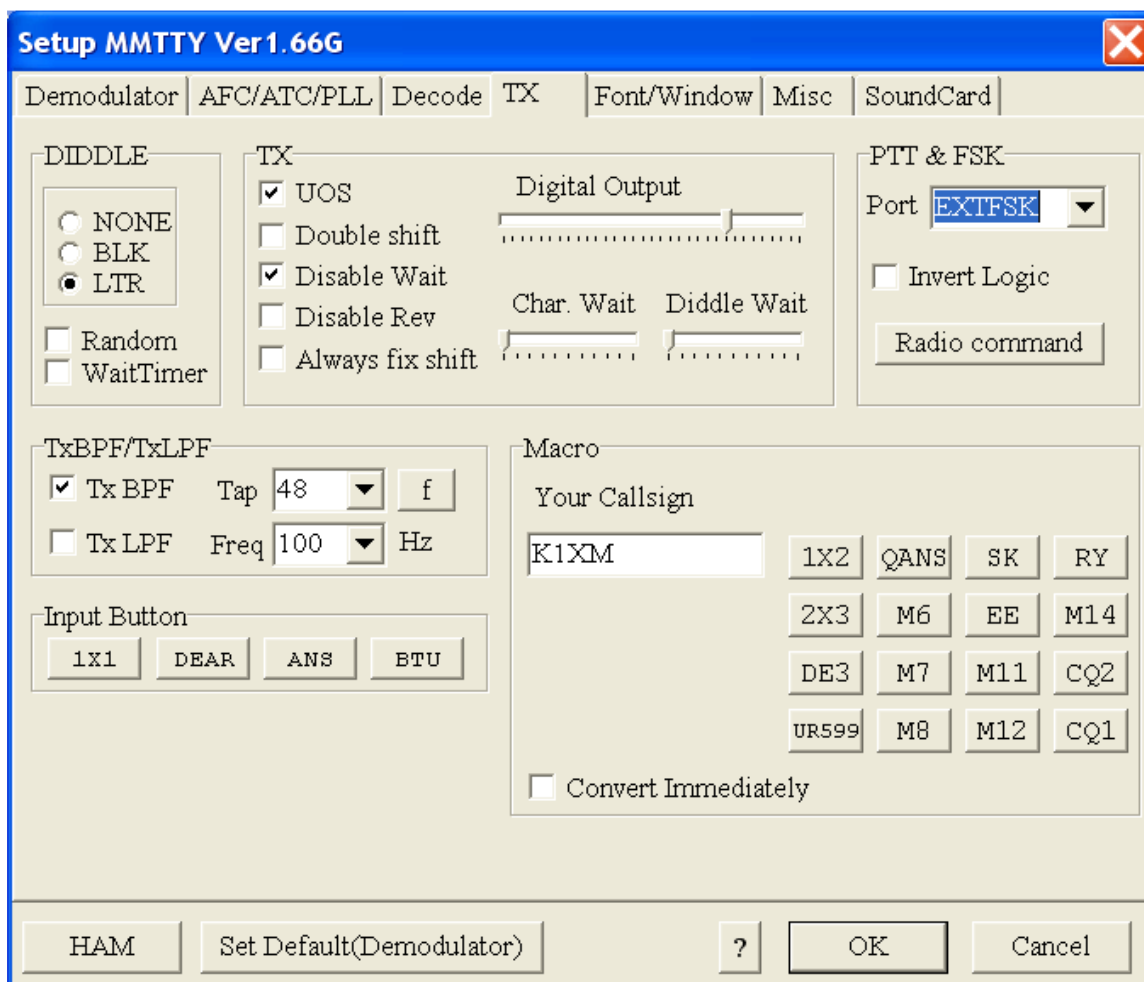 Setup MMTTY Ver1.66G
Demodulator AFC/ATC/PLL Decode TX Font/Window Misc SoundCard
DIDDLE
NONE
BLK
LTR
Random
WaitTimer
TX
UOS
Double shift
Disable Wait
Disable Rev
Always fix shift
Digital Output
Char. Wait Diddle Wait
PTT & FSK
Port EXTFSK
Invert Logic
Radio command
TxBPF/TxLPF
Tx BPF Tap 48 f
Tx LPF Freq 100 Hz
Input Button
1X1 DEAR ANS BTU
Macro
Your Callsign
K1XM
1X2 QANS SK RY
2X3 M6 EE M14
DE3 M7 M11 CQ2
UR599 M8 M12 CQ1
Convert Immediately
HAM Set Default(Demodulator) ? OK Cancel